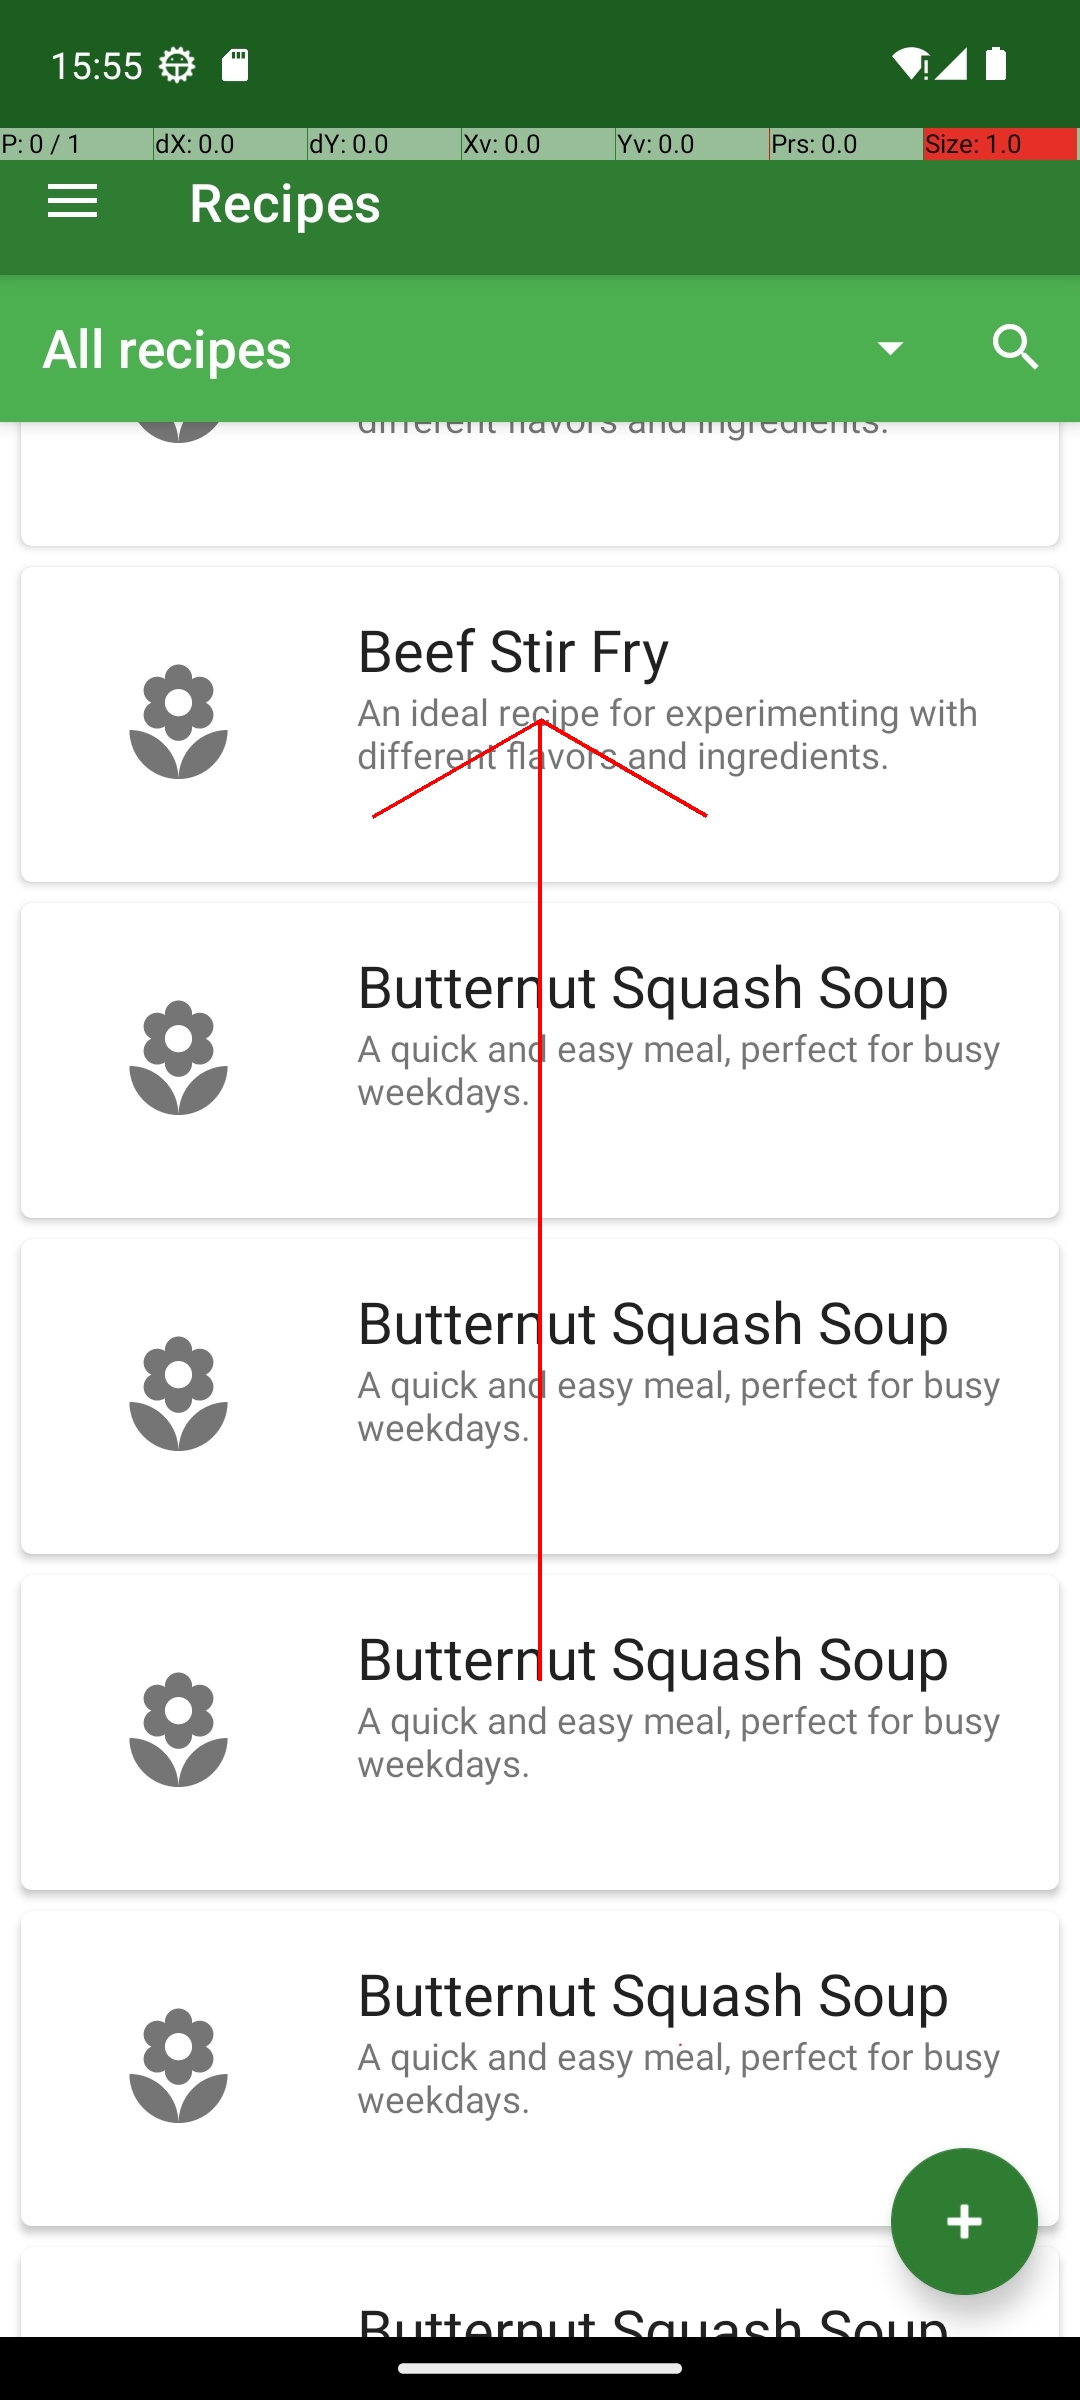 15:55
P: 0 / 1 dX: 0.0 dY: 0.0 Xv: 0.0 Yv: 0.0 Prs: 0.0 Size: 1.0
Recipes
All recipes
different flavors and ingredients.
Beef Stir Fry
An ideal recipe for experimenting with
different flavors and ingredients.
Butternut Squash Soup
A quick and easy meal, perfect for busy
weekdays.
Butternut Squash Soup
A quick and easy meal, perfect for busy
weekdays.
Butternut Squash Soup
A quick and easy meal, perfect for busy
weekdays.
Butternut Squash Soup
A quick and easy meal, perfect for busy
weekdays.
Butternut Squash Soup